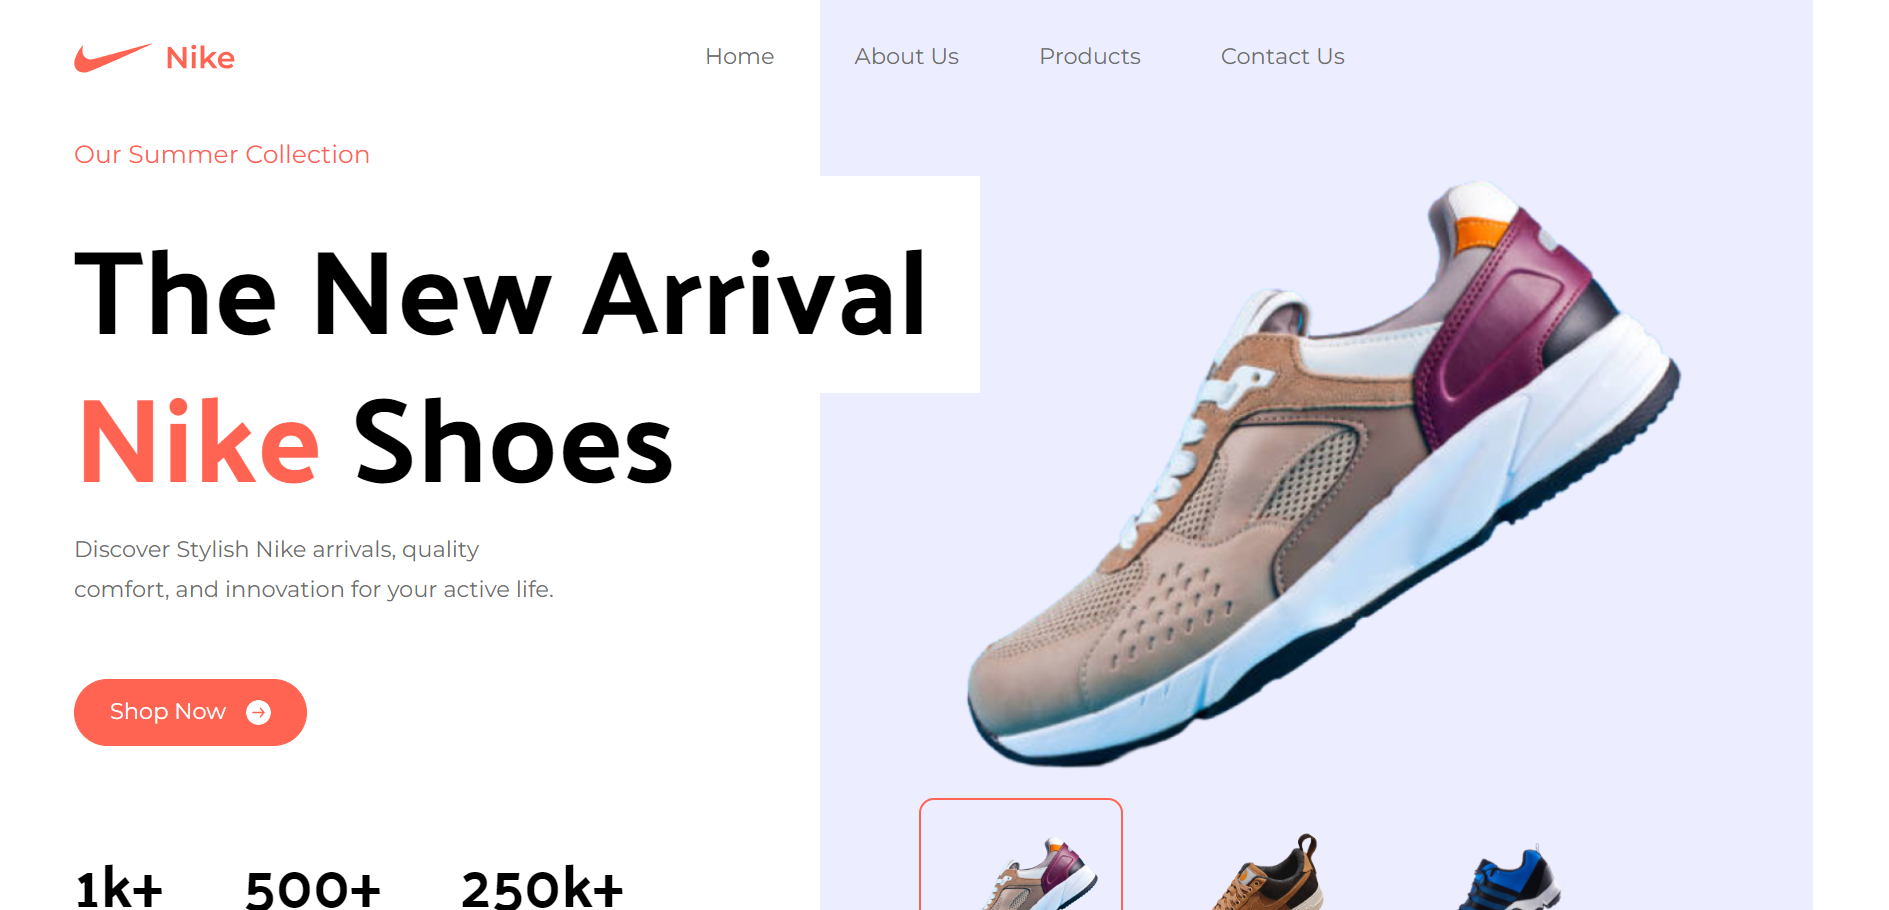 Nike
Home About Us Products Contact Us
Our Summer Collection
The New Arrival
Nike Shoes
Discover Stylish Nike arrivals, quality
comfort, and innovation for your active life.
Shop Now
1k+ 500+ 250k+